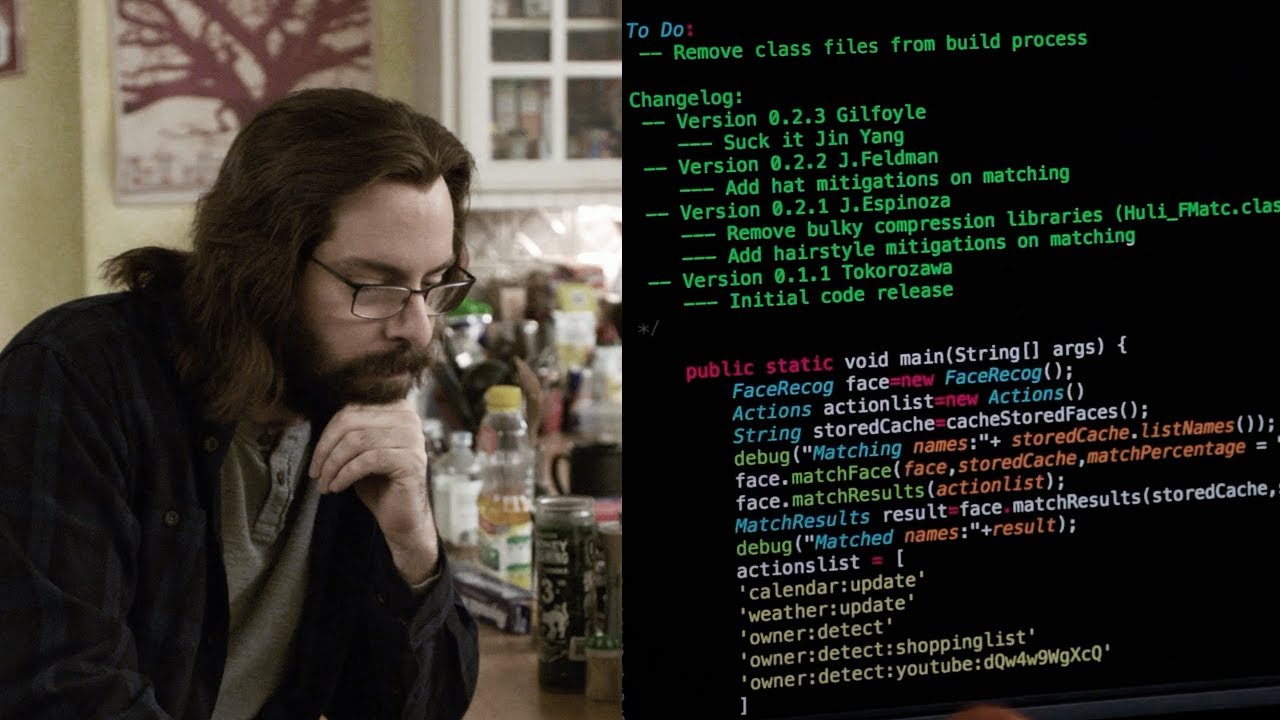 To Do:
—— Remove class files from build process
Changelog:
—— Version 0.2.3 Gilfoyle
——— Suck it Jin Yang
—— Version 0.2.2 J.Feldman
——— Add hat mitigations on matching
—— Version 0.2.1 J.Espinoza
——— Remove bulky compression libraries (Huli_FMatc.clas
——— Add hairstyle mitigations on matching
—— Version 0.1.1 Tokorozawa
——— Initial code release
*/
public static void main(String[] args) {
FaceRecog face=new FaceRecog();
Actions actionlist=new Actions()
String storedCache=cacheStoredFaces();
debug("Matching names:"+ storedCache.listNames());
face.matchFace(face,storedCache,matchPercentage =
face.matchResults(actionlist);
MatchResults result=face.matchResults(storedCache,
debug("Matched names:"+result);
actionslist = [
'calendar:update'
'weather:update'
'owner:detect'
'owner:detect:shoppinglist'
'owner:detect:youtube:dQw4w9WgXcQ'
]